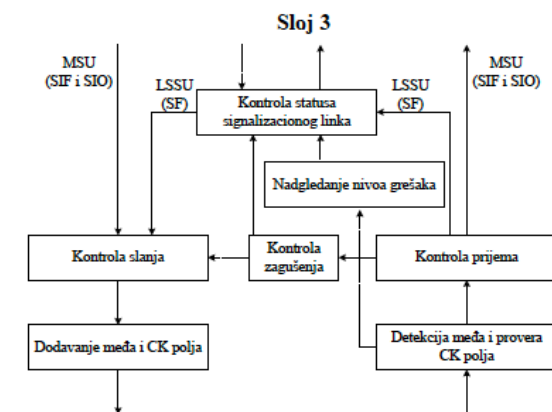 Sloj 3
MSU
(SIF i SIO)
LSSU
(SF)
Kontrola statusa
signalizacionog linka
LSSU
(SF)
MSU
(SIF i SIO)
Nadgledanje nivoa grešaka
Kontrola slanja
Kontrola
zagušenja
Kontrola prijema
Dodavanje međa i CK polja
Detekcija međa i provera
CK polja